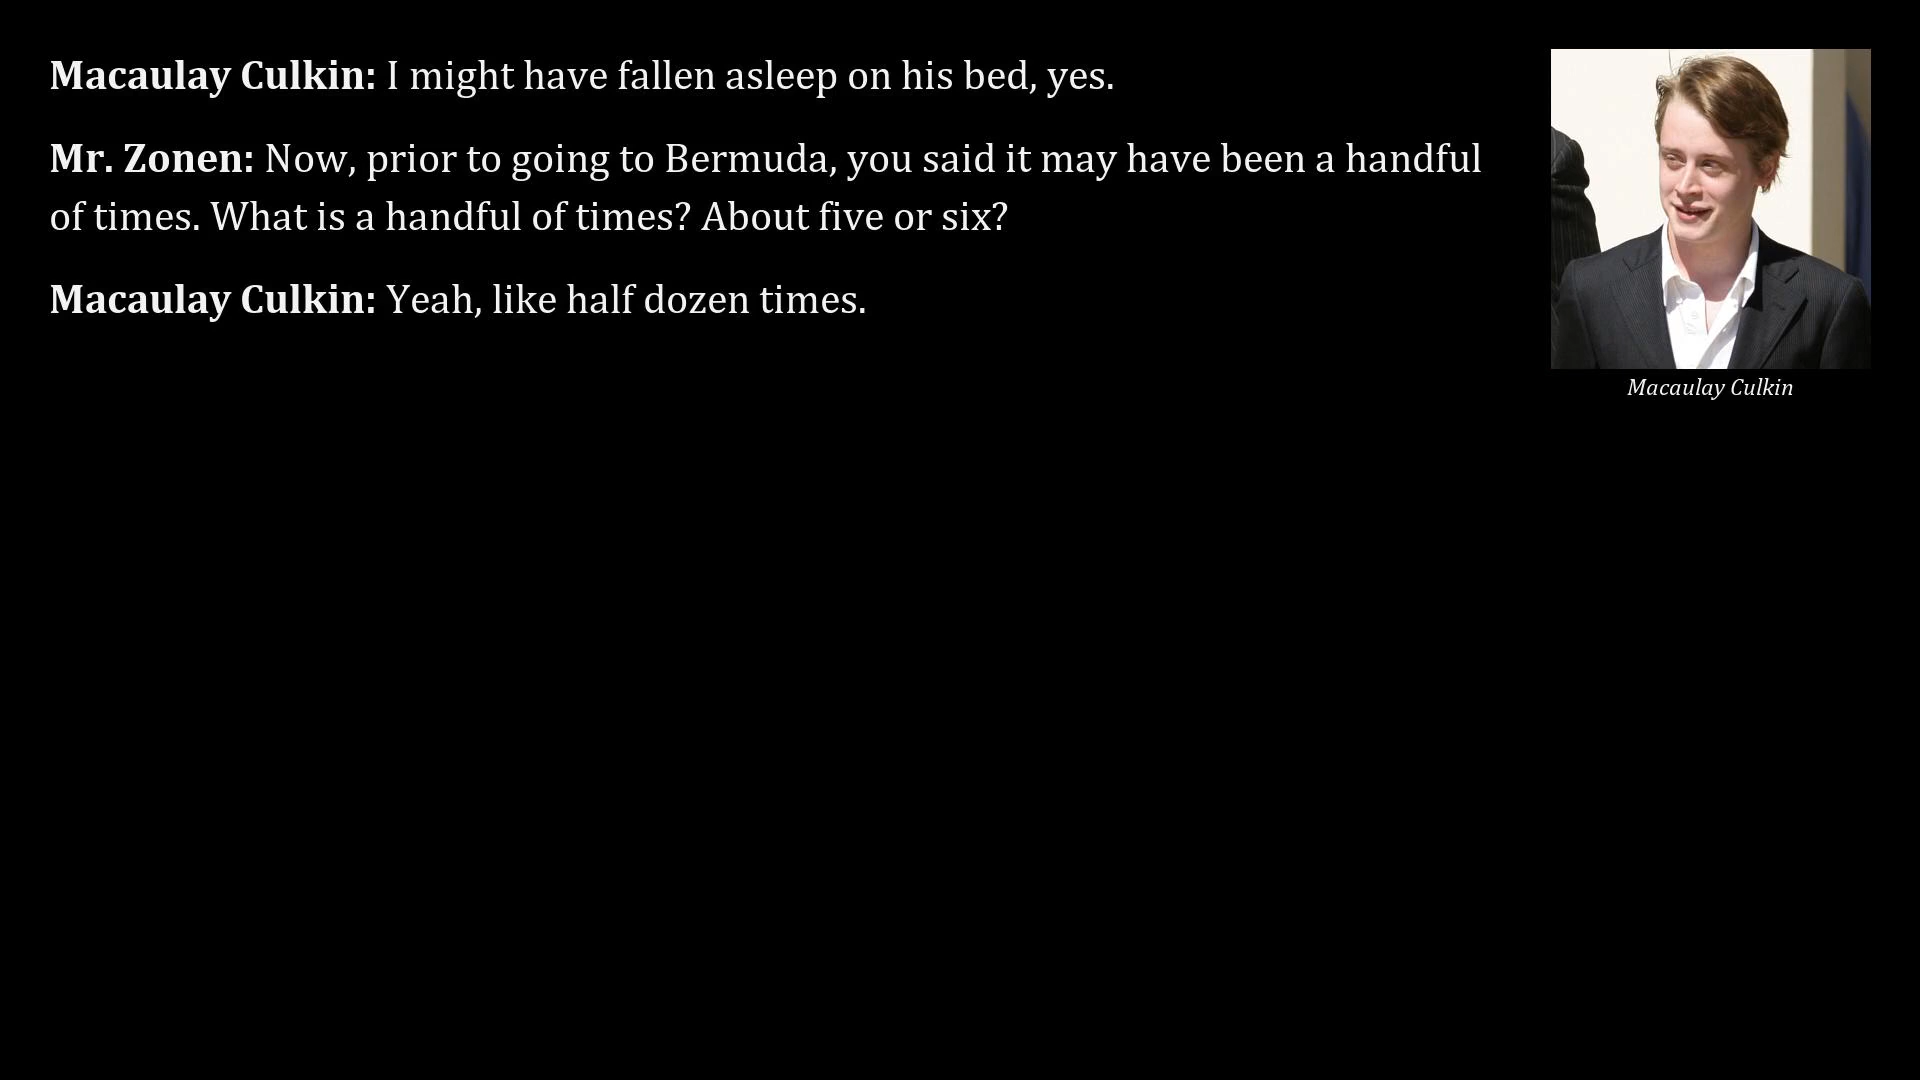 Macaulay Culkin: I might have fallen asleep on his bed, yes.
Mr. Zonen: Now, prior to going to Bermuda, you said it may have been a handful
of times. What is a handful of times? About five or six?
Macaulay Culkin: Yeah, like half dozen times.
Macaulay Culkin